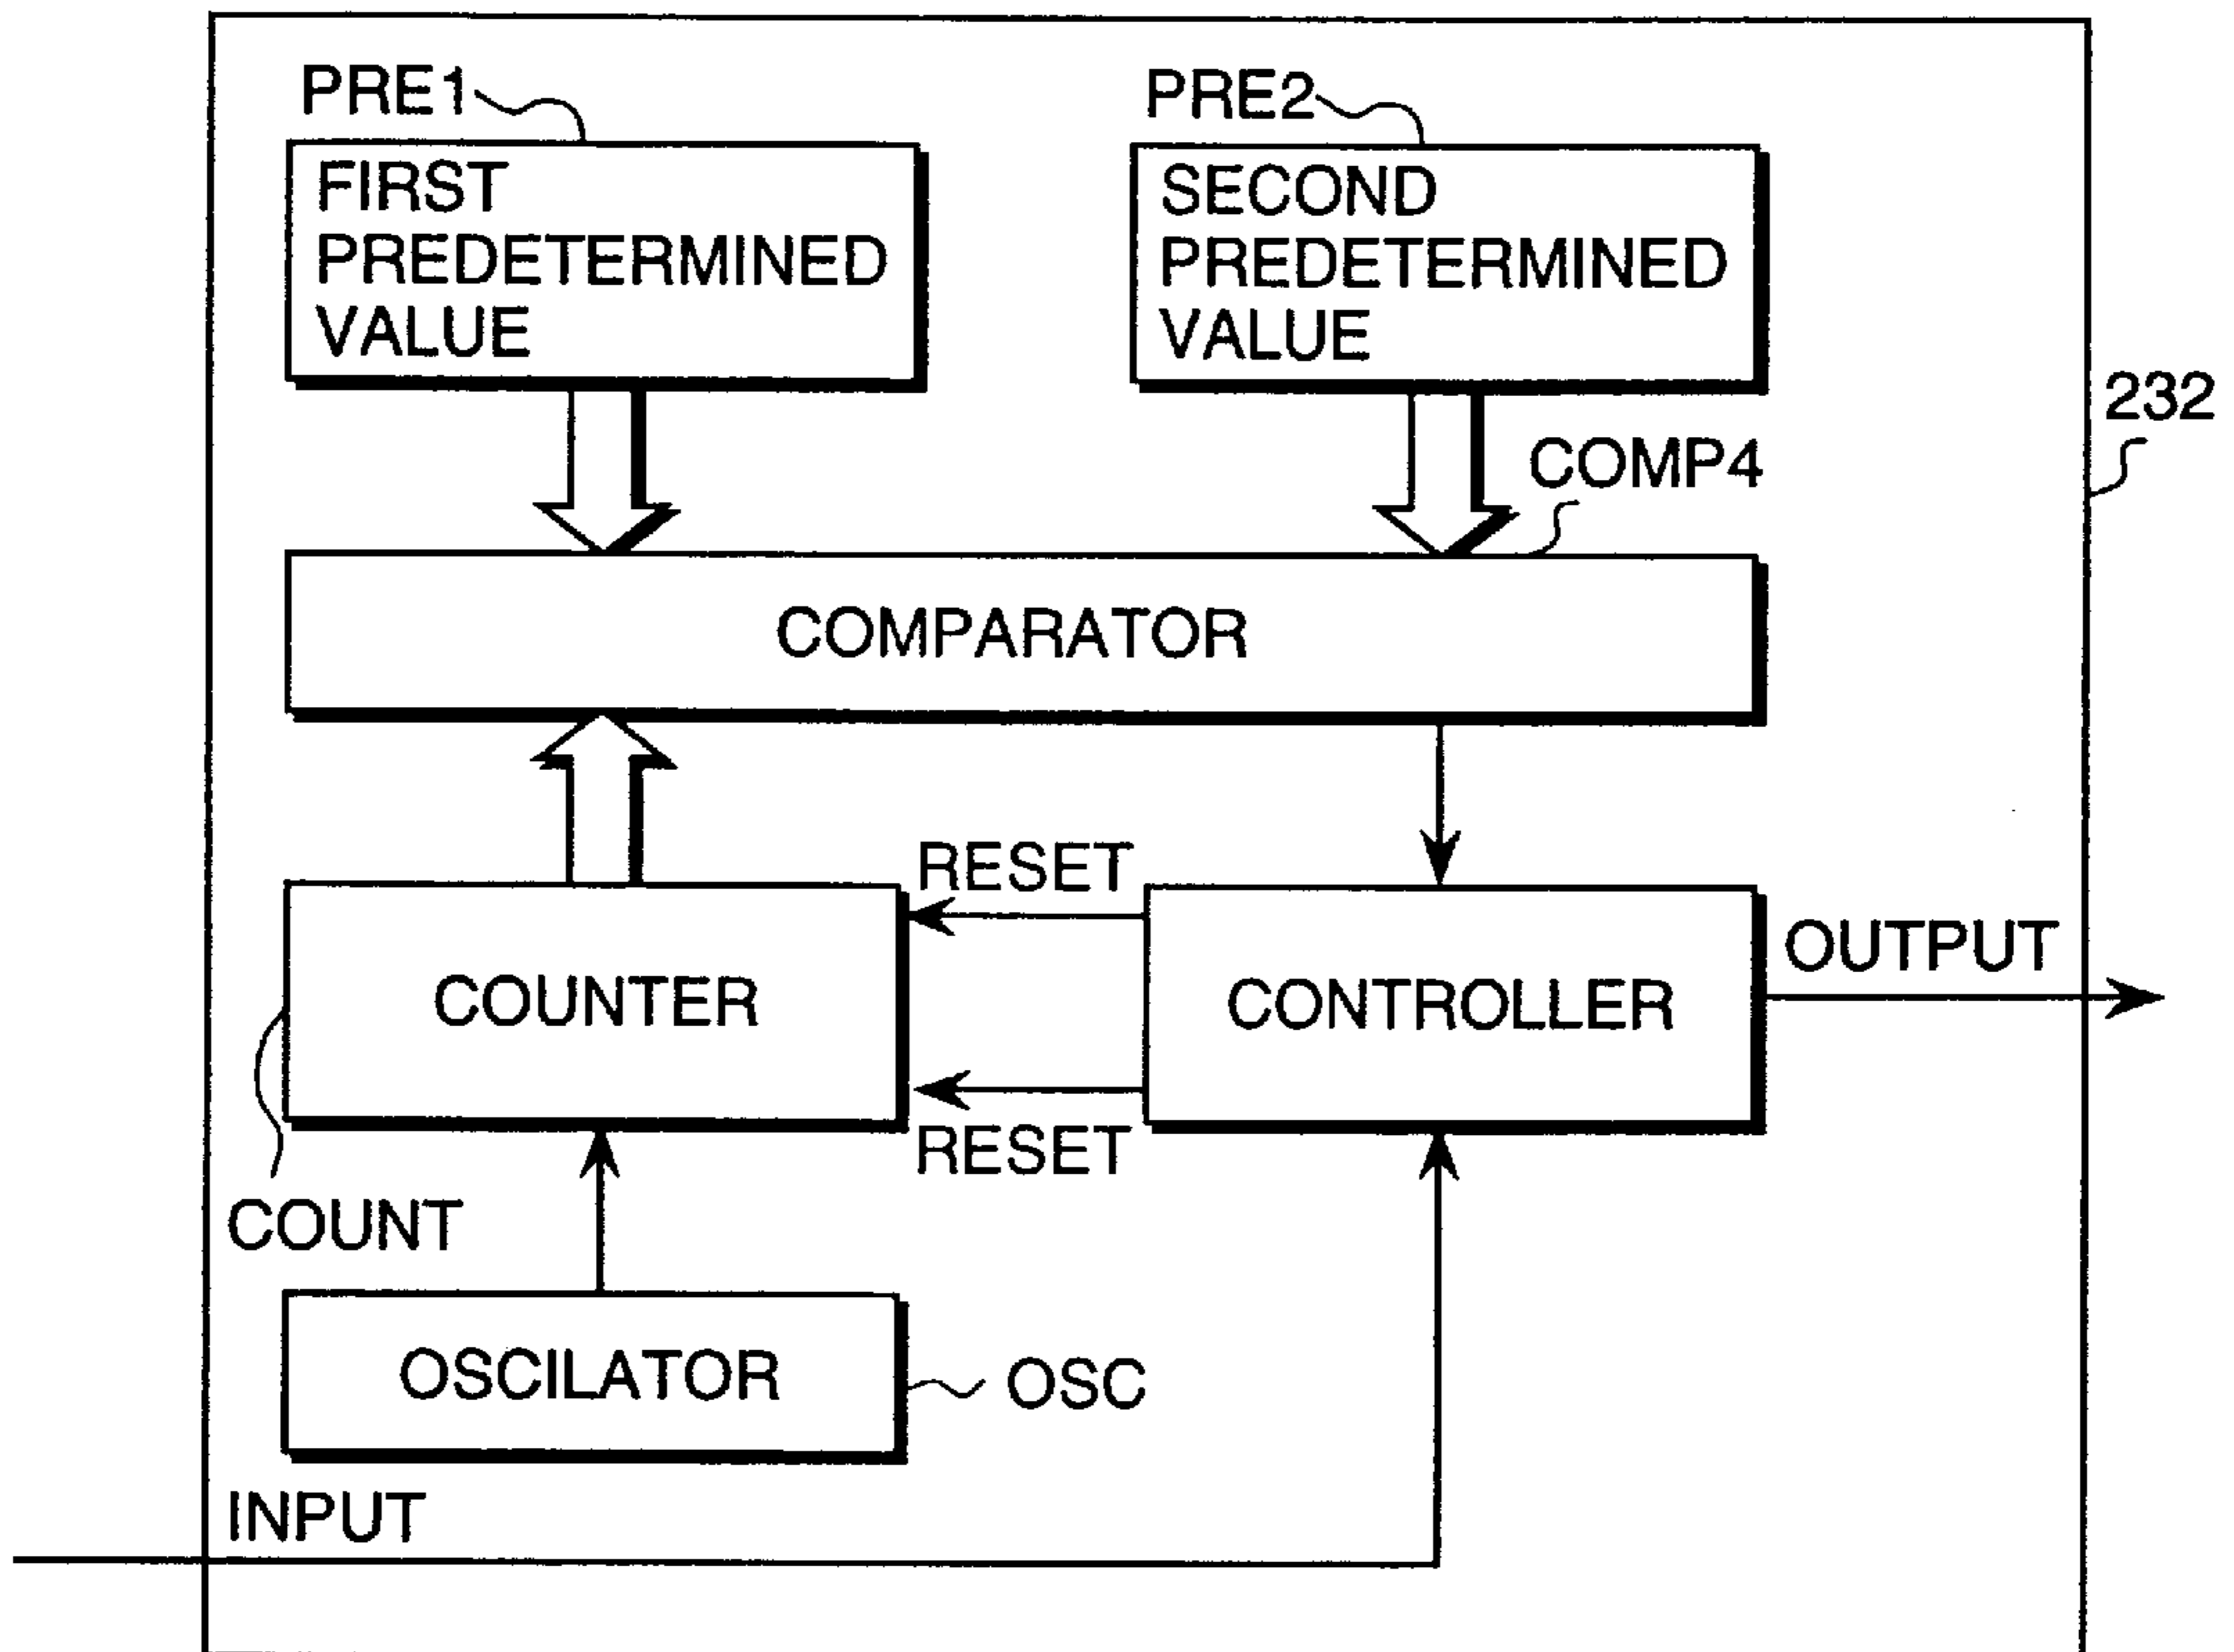 PRE1
PRE2
FIRST
PREDETERMINED
VALUE
SECOND
PREDETERMINED
VALUE
232
COMP4
COMPARATOR
RESET
COUNTER
CONTROLLER
OUTPUT
RESET
COUNT
OSCILATOR
OSC
INPUT